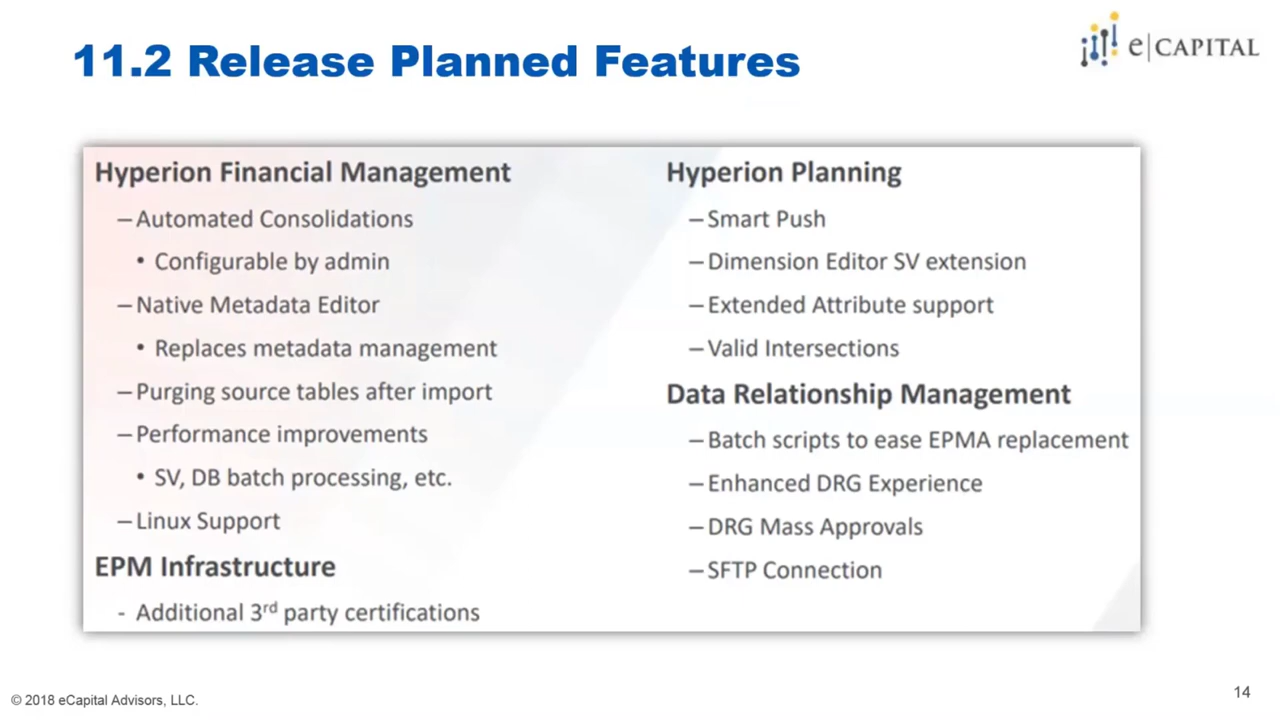 11.2 Release Planned Features
e|CAPITAL
Hyperion Financial Management
–Automated Consolidations
• Configurable by admin
–Native Metadata Editor
• Replaces metadata management
–Purging source tables after import
–Performance improvements
• SV, DB batch processing, etc.
–Linux Support
EPM Infrastructure
- Additional 3rd party certifications
Hyperion Planning
–Smart Push
–Dimension Editor SV extension
–Extended Attribute support
–Valid Intersections
Data Relationship Management
–Batch scripts to ease EPMA replacement
–Enhanced DRG Experience
–DRG Mass Approvals
–SFTP Connection
© 2018 eCapital Advisors, LLC.
14